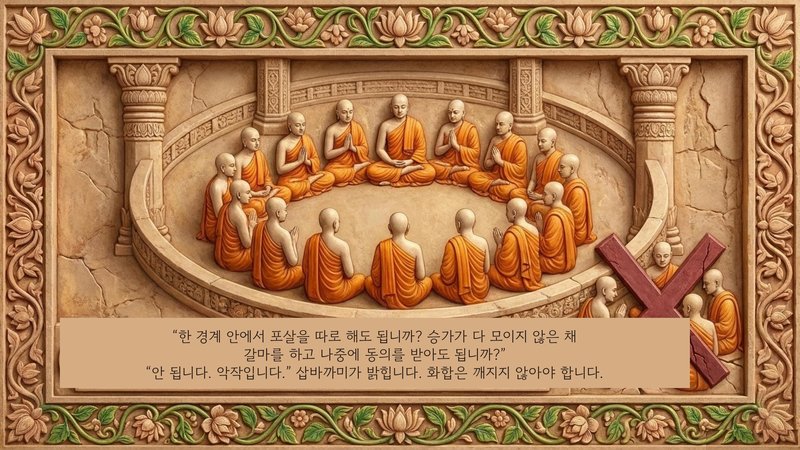 “한 경계 안에서 포살을 따로 해도 됩니까? 승가가 다 모이지 않은 채
갈마를 하고 나중에 동의를 받아도 됩니까?”
“안 됩니다. 악작입니다.” 삽바까미가 밝힙니다. 화합은 깨지지 않아야 합니다.